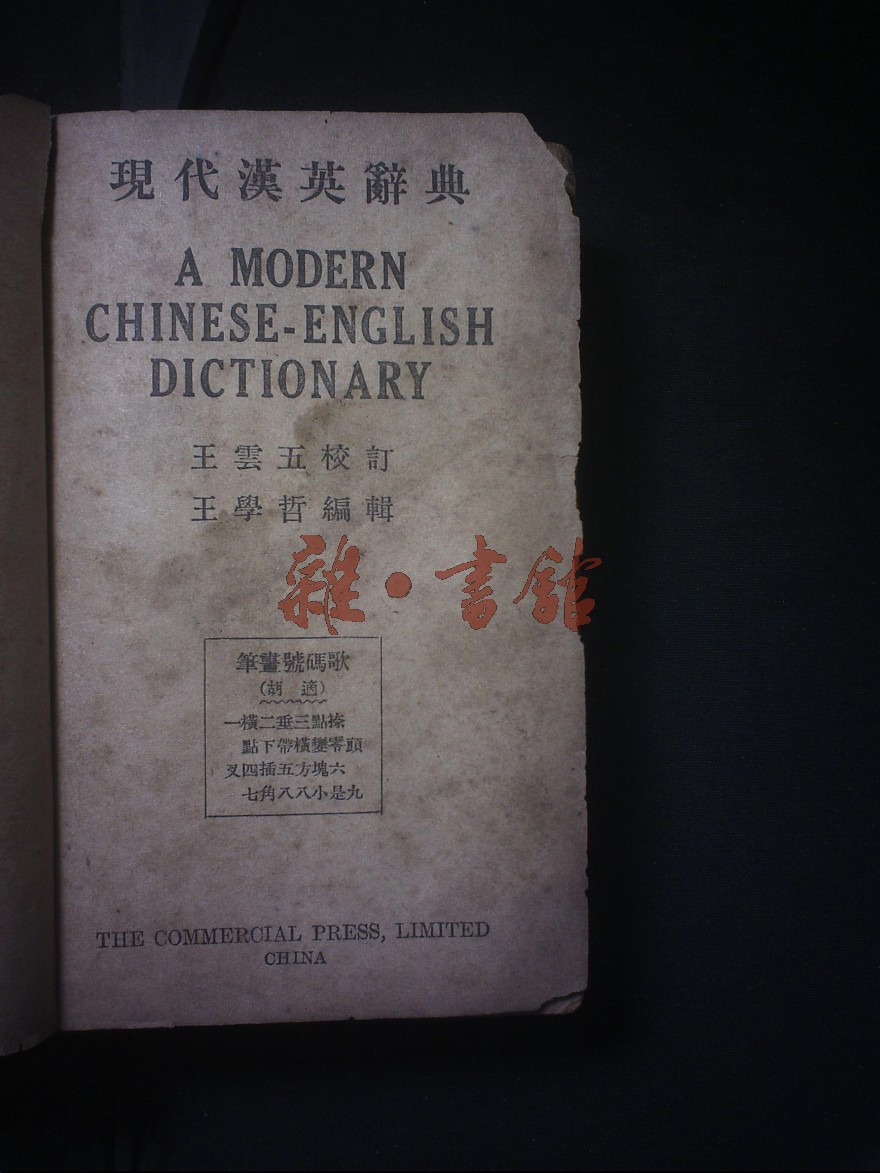 現代漢英辭典
A MODERN
CHINESE-ENGLISH
DICTIONARY
王雲五校訂
王學哲編輯
雜·書館
筆畫號碼歌
(胡 適)
一橫二垂三點捺
點下帶橫變零頭
叉四插五方塊六
七角八八小是九
THE COMMERCIAL PRESS, LIMITED
CHINA